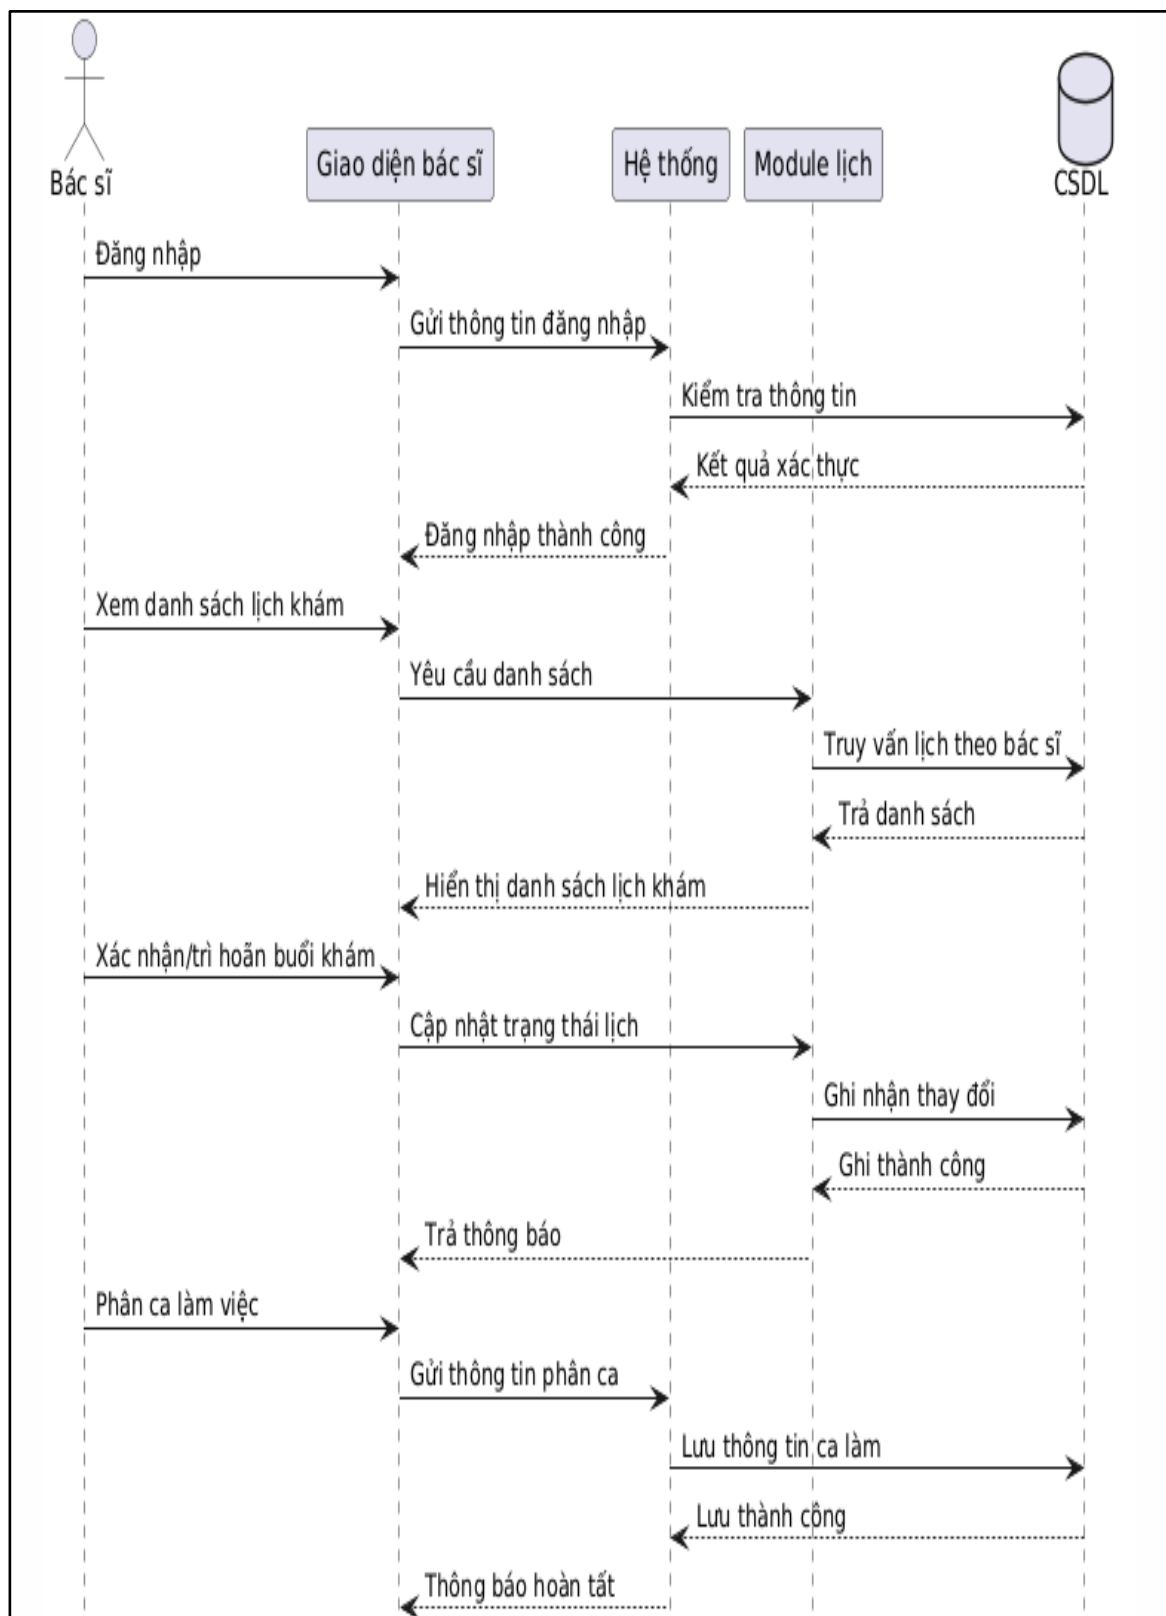 Bác sĩ
Giao diện bác sĩ
Hệ thống
Module lịch
CSDL
Đăng nhập
Gửi thông tin đăng nhập
Kiểm tra thông tin
Kết quả xác thực
Đăng nhập thành công
Xem danh sách lịch khám
Yêu cầu danh sách
Truy vấn lịch theo bác sĩ
Trả danh sách
Hiển thị danh sách lịch khám
Xác nhận/trì hoãn buổi khám
Cập nhật trạng thái lịch
Ghi nhận thay đổi
Ghi thành công
Trả thông báo
Phân ca làm việc
Gửi thông tin phân ca
Lưu thông tin ca làm
Lưu thành công
Thông báo hoàn tất